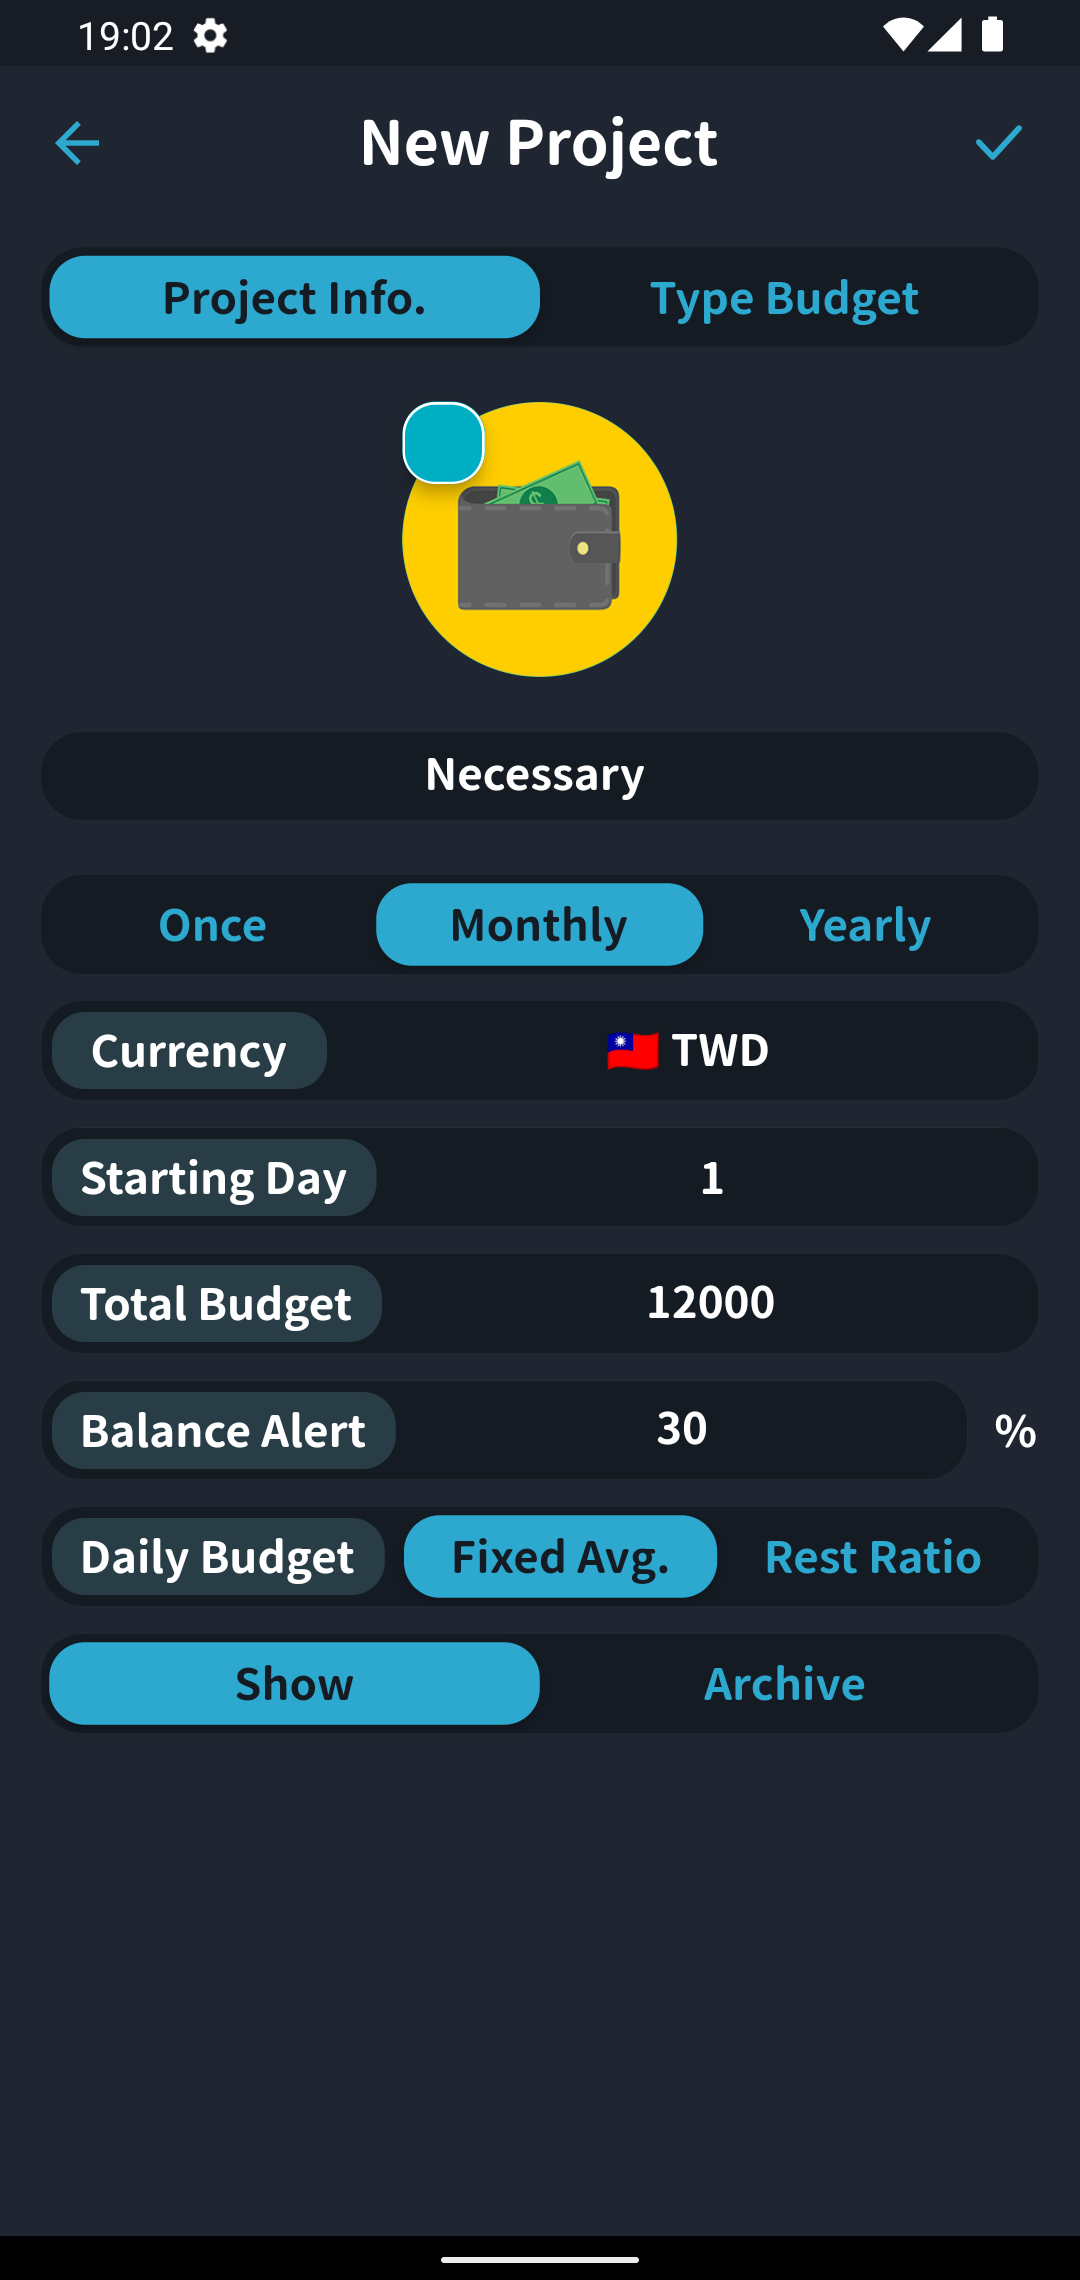 19:02
New Project
Project Info.
Type Budget
Necessary
Once
Monthly
Yearly
Currency
🇹🇼 TWD
Starting Day
1
Total Budget
12000
Balance Alert
30
%
Daily Budget
Fixed Avg.
Rest Ratio
Show
Archive